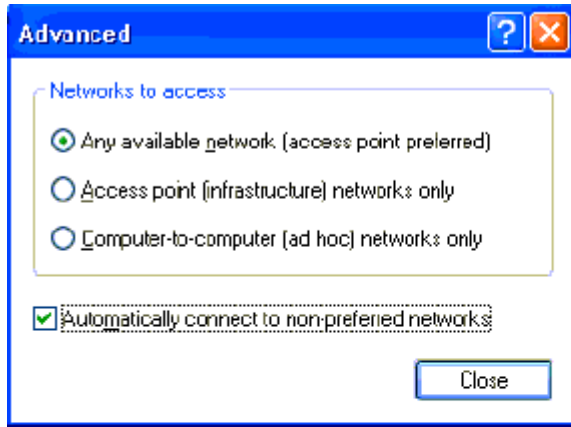 Advanced
?
Networks to access
Any available network (access point preferred)
Access point (infrastructure) networks only
Computer-to-computer (ad hoc) networks only
Automatically connect to non-preferred networks
Close